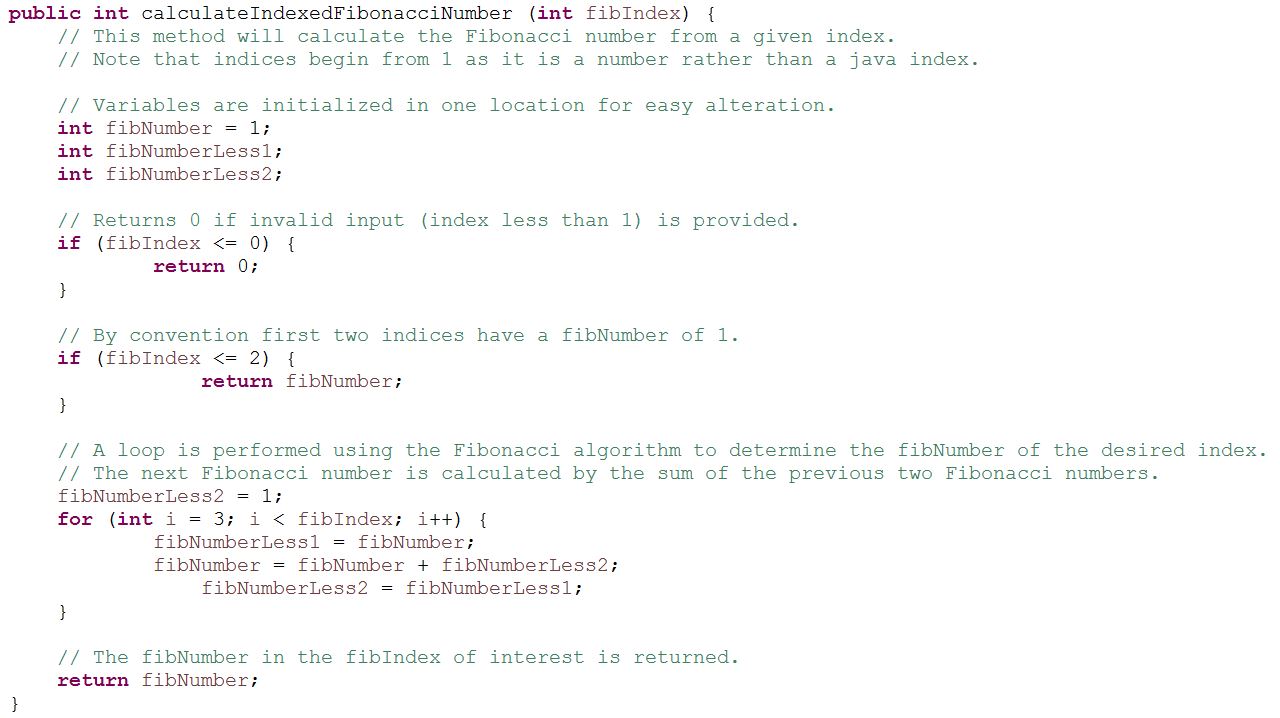 public int calculateIndexedFibonacciNumber (int fibIndex) {
// This method will calculate the Fibonacci number from a given index.
// Note that indices begin from 1 as it is a number rather than a java index.
// Variables are initialized in one location for easy alteration.
int fibNumber = 1;
int fibNumberLess1;
int fibNumberLess2;
// Returns 0 if invalid input (index less than 1) is provided.
if (fibIndex <= 0) {
return 0;
}
// By convention first two indices have a fibNumber of 1.
if (fibIndex <= 2) {
return fibNumber;
}
// A loop is performed using the Fibonacci algorithm to determine the fibNumber of the desired index.
// The next Fibonacci number is calculated by the sum of the previous two Fibonacci numbers.
fibNumberLess2 = 1;
for (int i = 3; i < fibIndex; i++) {
fibNumberLess1 = fibNumber;
fibNumber = fibNumber + fibNumberLess2;
fibNumberLess2 = fibNumberLess1;
}
// The fibNumber in the fibIndex of interest is returned.
return fibNumber;
}